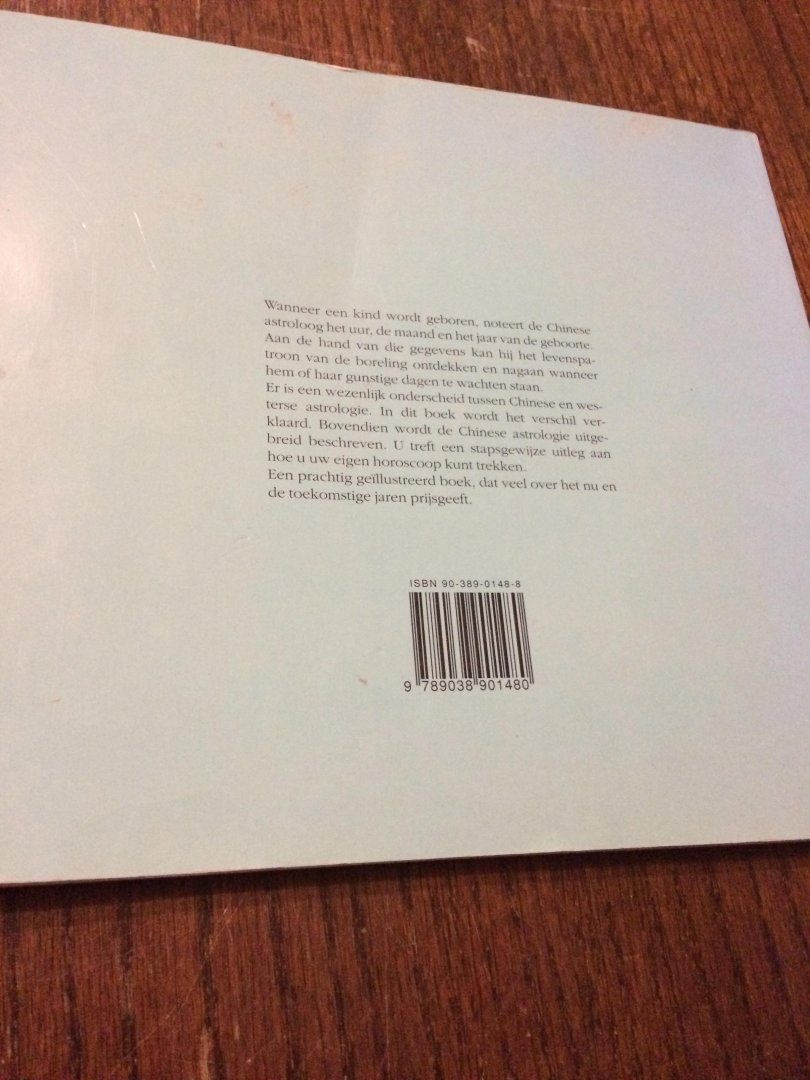 Wanneer een kind wordt geboren, noteert de Chinese
astroloog het uur, de maand en het jaar van de geboorte.
Aan de hand van die gegevens kan hij het levenspa-
troon van de boreling ontdekken en nagaan wanneer
hem of haar gunstige dagen te wachten staan.
Er is een wezenlijk onderscheid tussen Chinese en wes-
terse astrologie. In dit boek wordt het verschil ver-
klaard. Bovendien wordt de Chinese astrologie uitge-
breid beschreven. U treft een stapsgewijze uitleg aan
hoe u uw eigen horoscoop kunt trekken.
Een prachtig geïllustreerd boek, dat veel over het nu en
de toekomstige jaren prijsgeeft.
ISBN 90-389-0148-8
9 789038 901480